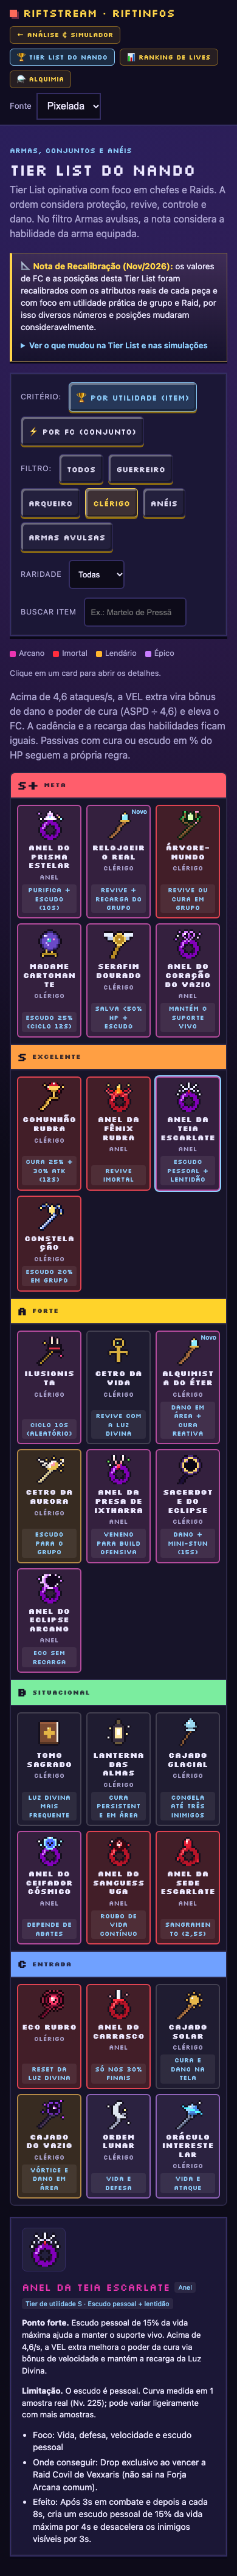 RIFTSTREAM · RIFTINFOS
← ANÁLISE & SIMULADOR
🏆 TIER LIST DO NANDO
📊 RANKING DE LIVES
ALQUIMIA
Fonte
Pixelada
ARMAS, CONJUNTOS E ANÉIS
TIER LIST DO NANDO
Tier List opinativa com foco em chefes e Raids. A
ordem considera proteção, revive, controle e
dano. No filtro Armas avulsas, a nota considera a
habilidade da arma equipada.
Nota de Recalibração (Nov/2026): os valores
de FC e as posições desta Tier List foram
recalibrados com os atributos reais de cada peça e
com foco em utilidade prática de grupo e Raid, por
isso diversos números e posições mudaram
consideravelmente.
▸ Ver o que mudou na Tier List e nas simulações
CRITÉRIO:
🏆 POR UTILIDADE (ITEM)
⚡ POR FC (CONJUNTO)
FILTRO:
TODOS
GUERREIRO
ARQUEIRO
CLÉRIGO
ANÉIS
ARMAS AVULSAS
RARIDADE
Todas
BUSCAR ITEM
Ex.: Martelo de Pressã
Arcano
Imortal
Lendário
Épico
Clique em um card para abrir os detalhes.
Acima de 4,6 ataques/s, a VEL extra vira bônus
de dano e poder de cura (ASPD ÷ 4,6) e eleva o
FC. A cadência e a recarga das habilidades ficam
iguais. Passivas com cura ou escudo em % do
HP seguem a própria regra.
S+ META
ANEL DO
PRISMA
ESTELAR
ANEL
PURIFICA +
ESCUDO
(10S)
Novo
RELOJOEIR
O REAL
CLÉRIGO
REVIVE +
RECARGA DO
GRUPO
ÁRVORE-
MUNDO
CLÉRIGO
REVIVE OU
CURA EM
GRUPO
MADAME
CARTOMAN
TE
CLÉRIGO
ESCUDO 25%
(CICLO 12S)
SERAFIM
DOURADO
CLÉRIGO
SALVA (50%
HP +
ESCUDO
ANEL DO
CORAÇÃO
DO VAZIO
ANEL
MANTÉM O
SUPORTE
VIVO
S EXCELENTE
COMUNHÃO
RUBRA
CLÉRIGO
CURA 25% +
30% ATK
(12S)
ANEL DA
FÊNIX
RUBRA
ANEL
REVIVE
IMORTAL
ANEL DA
TEIA
ESCARLATE
ANEL
ESCUDO
PESSOAL +
LENTIDÃO
CONSTELA
ÇÃO
CLÉRIGO
ESCUDO 20%
EM GRUPO
A FORTE
ILUSIONIS
TA
CLÉRIGO
CICLO 10S
(ALEATÓRIO)
CETRO DA
VIDA
CLÉRIGO
REVIVE COM
A LUZ
DIVINA
Novo
ALQUIMIST
A DO ÉTER
CLÉRIGO
DANO EM
ÁREA +
CURA
REATIVA
CETRO DA
AURORA
CLÉRIGO
ESCUDO
PARA O
GRUPO
ANEL DA
PRESA DE
IXTHARRA
ANEL
VENENO
PARA BUILD
OFENSIVA
SACERDOT
E DO
ECLIPSE
CLÉRIGO
DANO +
MINI-STUN
(15S)
ANEL DO
ECLIPSE
ARCANO
ANEL
ECO SEM
RECARGA
B SITUACIONAL
TOMO
SAGRADO
CLÉRIGO
LUZ DIVINA
MAIS
FREQUENTE
LANTERNA
DAS
ALMAS
CLÉRIGO
CURA
PERSISTENT
E EM ÁREA
CAJADO
GLACIAL
CLÉRIGO
CONGELA
ATÉ TRÊS
INIMIGOS
ANEL DO
CEIFADOR
CÓSMICO
ANEL
DEPENDE DE
ABATES
ANEL DO
SANGUESS
UGA
ANEL
ROUBO DE
VIDA
CONTÍNUO
ANEL DA
SEDE
ESCARLATE
ANEL
SANGRAMEN
TO (2,5S)
C ENTRADA
ECO RUBRO
CLÉRIGO
RESET DA
LUZ DIVINA
ANEL DO
CARRASCO
ANEL
SÓ NOS 30%
FINAIS
CAJADO
SOLAR
CLÉRIGO
CURA E
DANO NA
TELA
CAJADO
DO VAZIO
CLÉRIGO
VÓRTICE E
DANO EM
ÁREA
ORDEM
LUNAR
CLÉRIGO
VIDA E
DEFESA
ORÁCULO
INTERESTE
LAR
CLÉRIGO
VIDA E
ATAQUE
ANEL DA TEIA ESCARLATE
Anel
Tier de utilidade S · Escudo pessoal + lentidão
Ponto forte. Escudo pessoal de 15% da vida
máxima ajuda a manter o suporte vivo. Acima de
4,6/s, a VEL extra melhora o poder da cura via
bônus de velocidade e mantém a recarga da Luz
Divina.
Limitação. O escudo é pessoal. Curva medida em 1
amostra real (Nv. 225); pode variar ligeiramente
com mais amostras.
• Foco: Vida, defesa, velocidade e escudo
pessoal
• Onde conseguir: Drop exclusivo ao vencer a
Raid Covil de Vexxaris (não sai na Forja
Arcana comum).
• Efeito: Após 3s em combate e depois a cada
8s, cria um escudo pessoal de 15% da vida
máxima por 4s e desacelera os inimigos
visíveis por 3s.